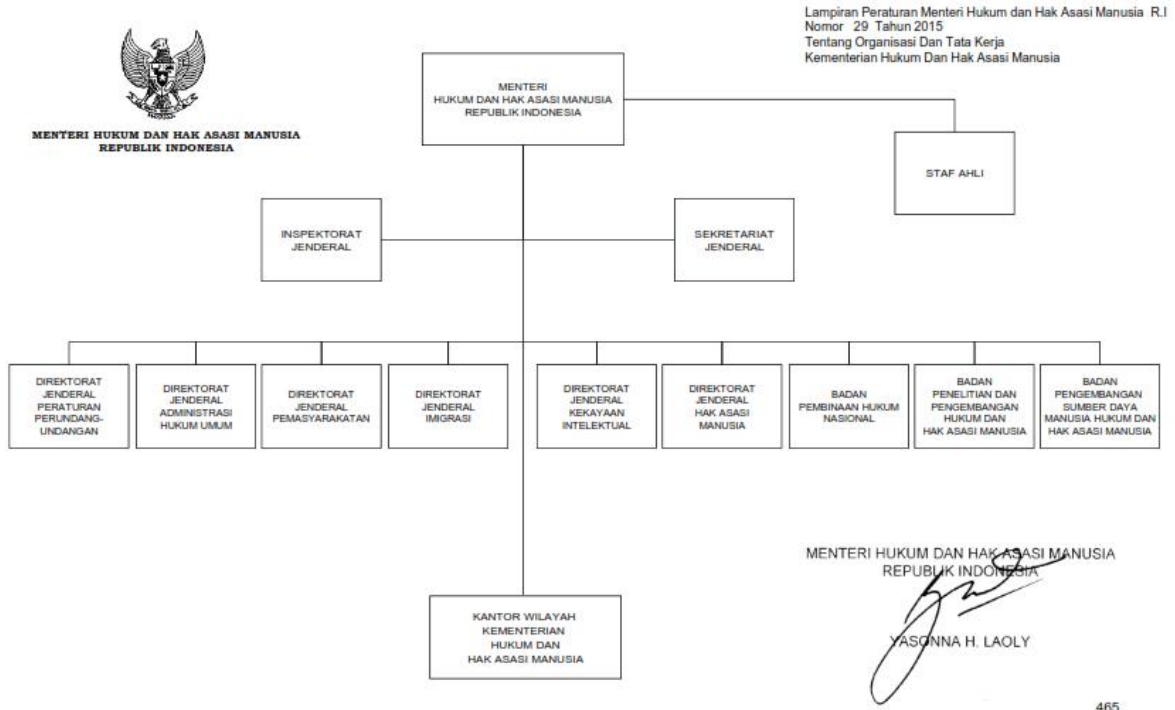 Lampiran Peraturan Menteri Hukum dan Hak Asasi Manusia R.I
Nomor 29 Tahun 2015
Tentang Organisasi Dan Tata Kerja
Kementerian Hukum Dan Hak Asasi Manusia
MENTERI HUKUM DAN HAK ASASI MANUSIA
REPUBLIK INDONESIA
MENTERI
HUKUM DAN HAK ASASI MANUSIA
REPUBLIK INDONESIA
STAF AHLI
INSPEKTORAT
JENDERAL
SEKRETARIAT
JENDERAL
DIREKTORAT
JENDERAL
PERATURAN
PERUNDANG-
UNDANGAN
DIREKTORAT
JENDERAL
ADMINISTRASI
HUKUM UMUM
DIREKTORAT
JENDERAL
PEMASYARAKATAN
DIREKTORAT
JENDERAL
IMIGRASI
DIREKTORAT
JENDERAL
KEKAYAAN
INTELEKTUAL
DIREKTORAT
JENDERAL
HAK ASASI
MANUSIA
BADAN
PEMBINAAN HUKUM
NASIONAL
BADAN
PENELITIAN DAN
PENGEMBANGAN
HUKUM DAN
HAK ASASI MANUSIA
BADAN
PENGEMBANGAN
SUMBER DAYA
MANUSIA HUKUM DAN
HAK ASASI MANUSIA
KANTOR WILAYAH
KEMENTERIAN
HUKUM DAN
HAK ASASI MANUSIA
MENTERI HUKUM DAN HAK ASASI MANUSIA
REPUBLIK INDONESIA
YASONNA H. LAOLY
465